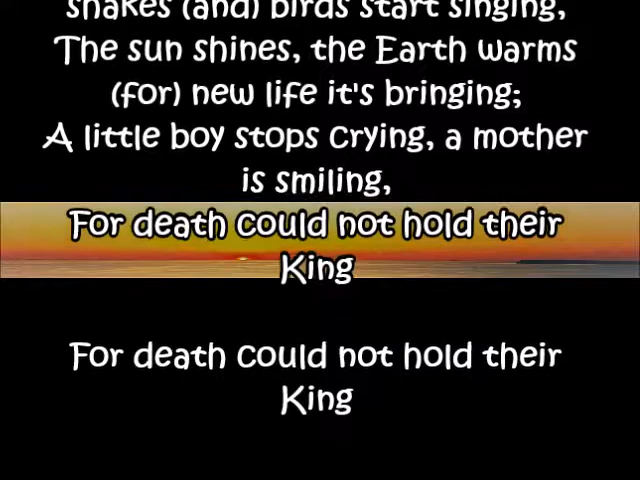 shakes (and) birds start singing,
The sun shines, the Earth warms
(for) new life it's bringing;
A little boy stops crying, a mother
is smiling,
For death could not hold their
King
For death could not hold their
King